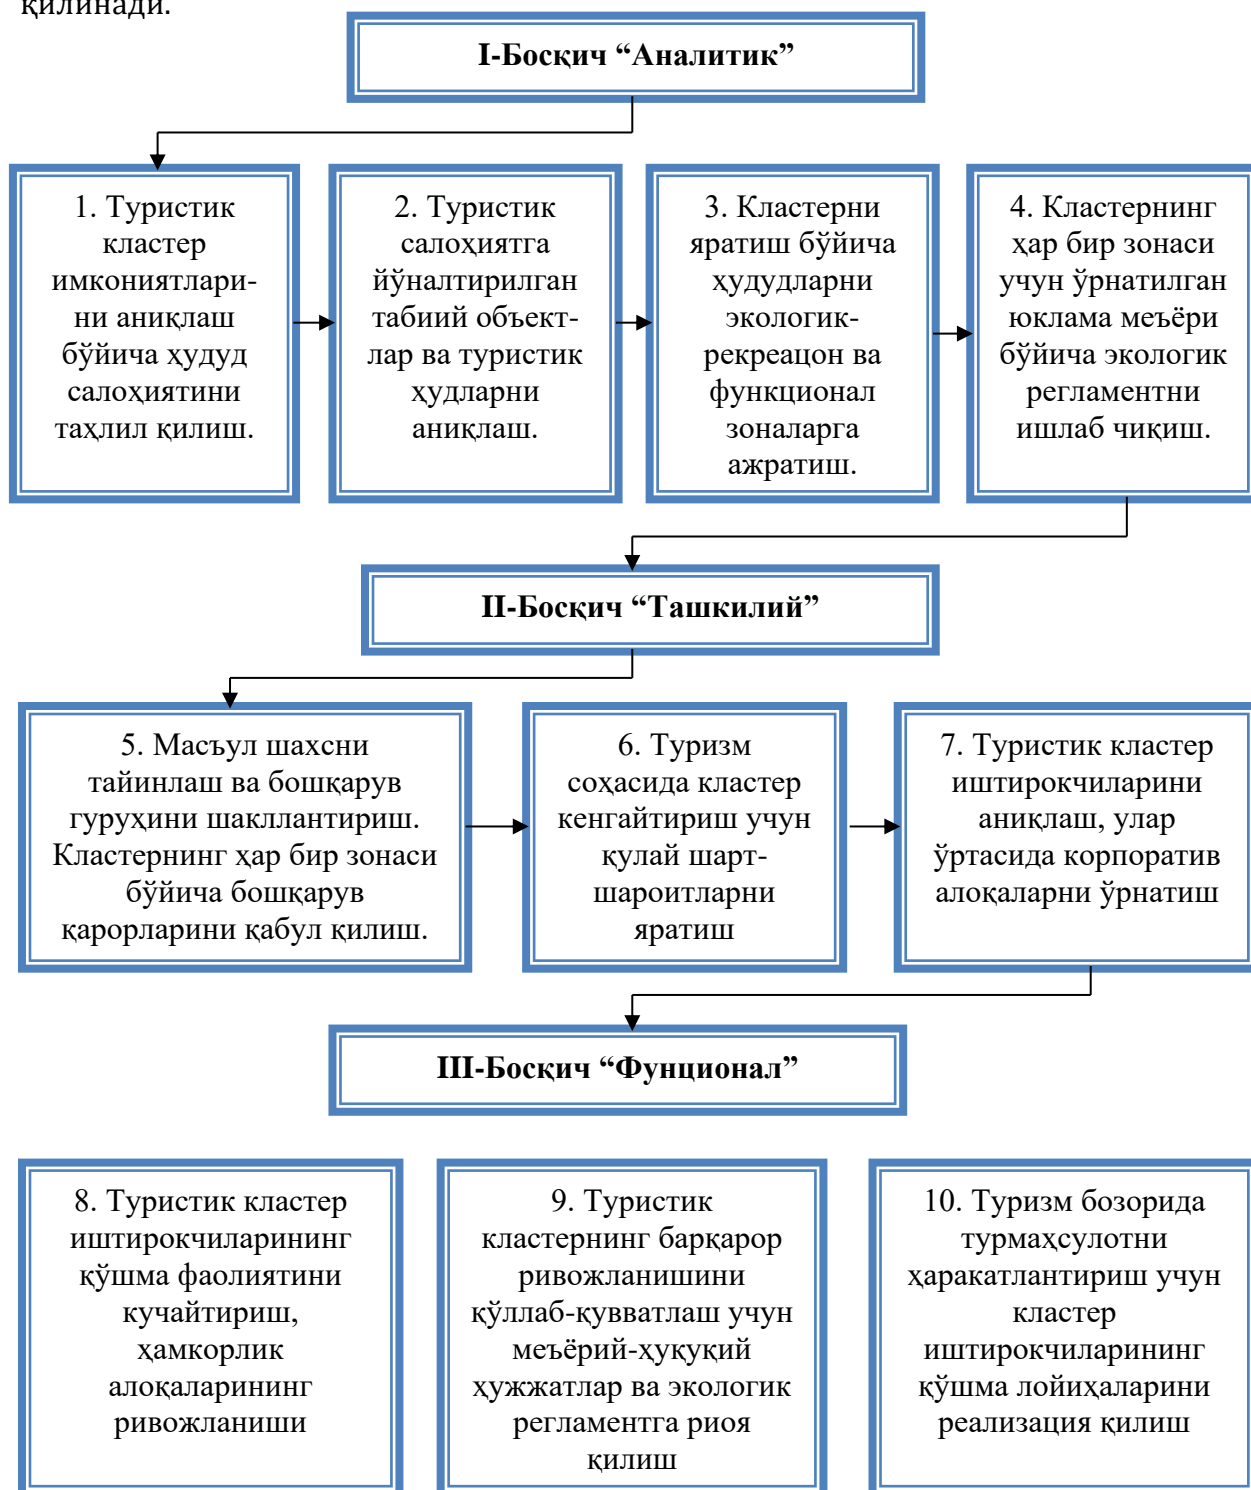 қилинади.
I-Босқич “Аналитик”
1. Туристик
кластер
имкониятлари-
ни аниқлаш
бўйича ҳудуд
салоҳиятини
таҳлил қилиш.
2. Туристик
салоҳиятга
йўналтирилган
табиий объект-
лар ва туристик
ҳудларни
аниқлаш.
3. Кластерни
яратиш бўйича
ҳудудларни
экологик-
рекреацон ва
функционал
зоналарга
ажратиш.
4. Кластернинг
ҳар бир зонаси
учун ўрнатилган
юклама меъёри
бўйича экологик
регламентни
ишлаб чиқиш.
II-Босқич “Ташкилий”
5. Масъул шахсни
тайинлаш ва бошқарув
гуруҳини шакллантириш.
Кластернинг ҳар бир зонаси
бўйича бошқарув
қарорларини қабул қилиш.
6. Туризм
соҳасида кластер
кенгайтириш учун
қулай шарт-
шароитларни
яратиш
7. Туристик кластер
иштирокчиларини
аниқлаш, улар
ўртасида корпоратив
алоқаларни ўрнатиш
III-Босқич “Фунционал”
8. Туристик кластер
иштирокчиларининг
қўшма фаолиятини
кучайтириш,
ҳамкорлик
алоқаларининг
ривожланиши
9. Туристик
кластернинг барқарор
ривожланишини
қўллаб-қувватлаш учун
меъёрий-ҳуқуқий
ҳужжатлар ва экологик
регламентга риоя
қилиш
10. Туризм бозорида
турмаҳсулотни
ҳаракатлантириш учун
кластер
иштирокчиларининг
қўшма лойиҳаларини
реализация қилиш